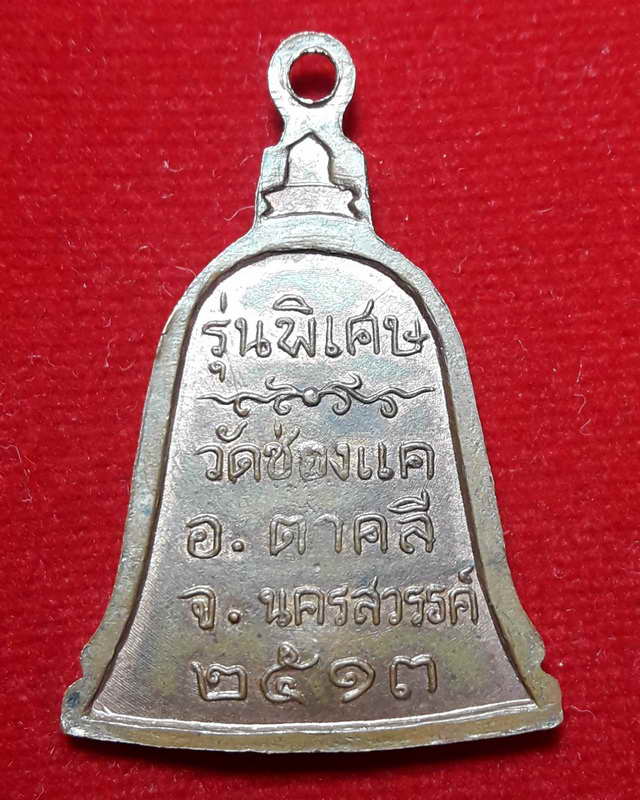 รุ่นพิเศษ
วัดช่องแค
อ. ตาคลี
จ. นครสวรรค์
๒๕๑๓